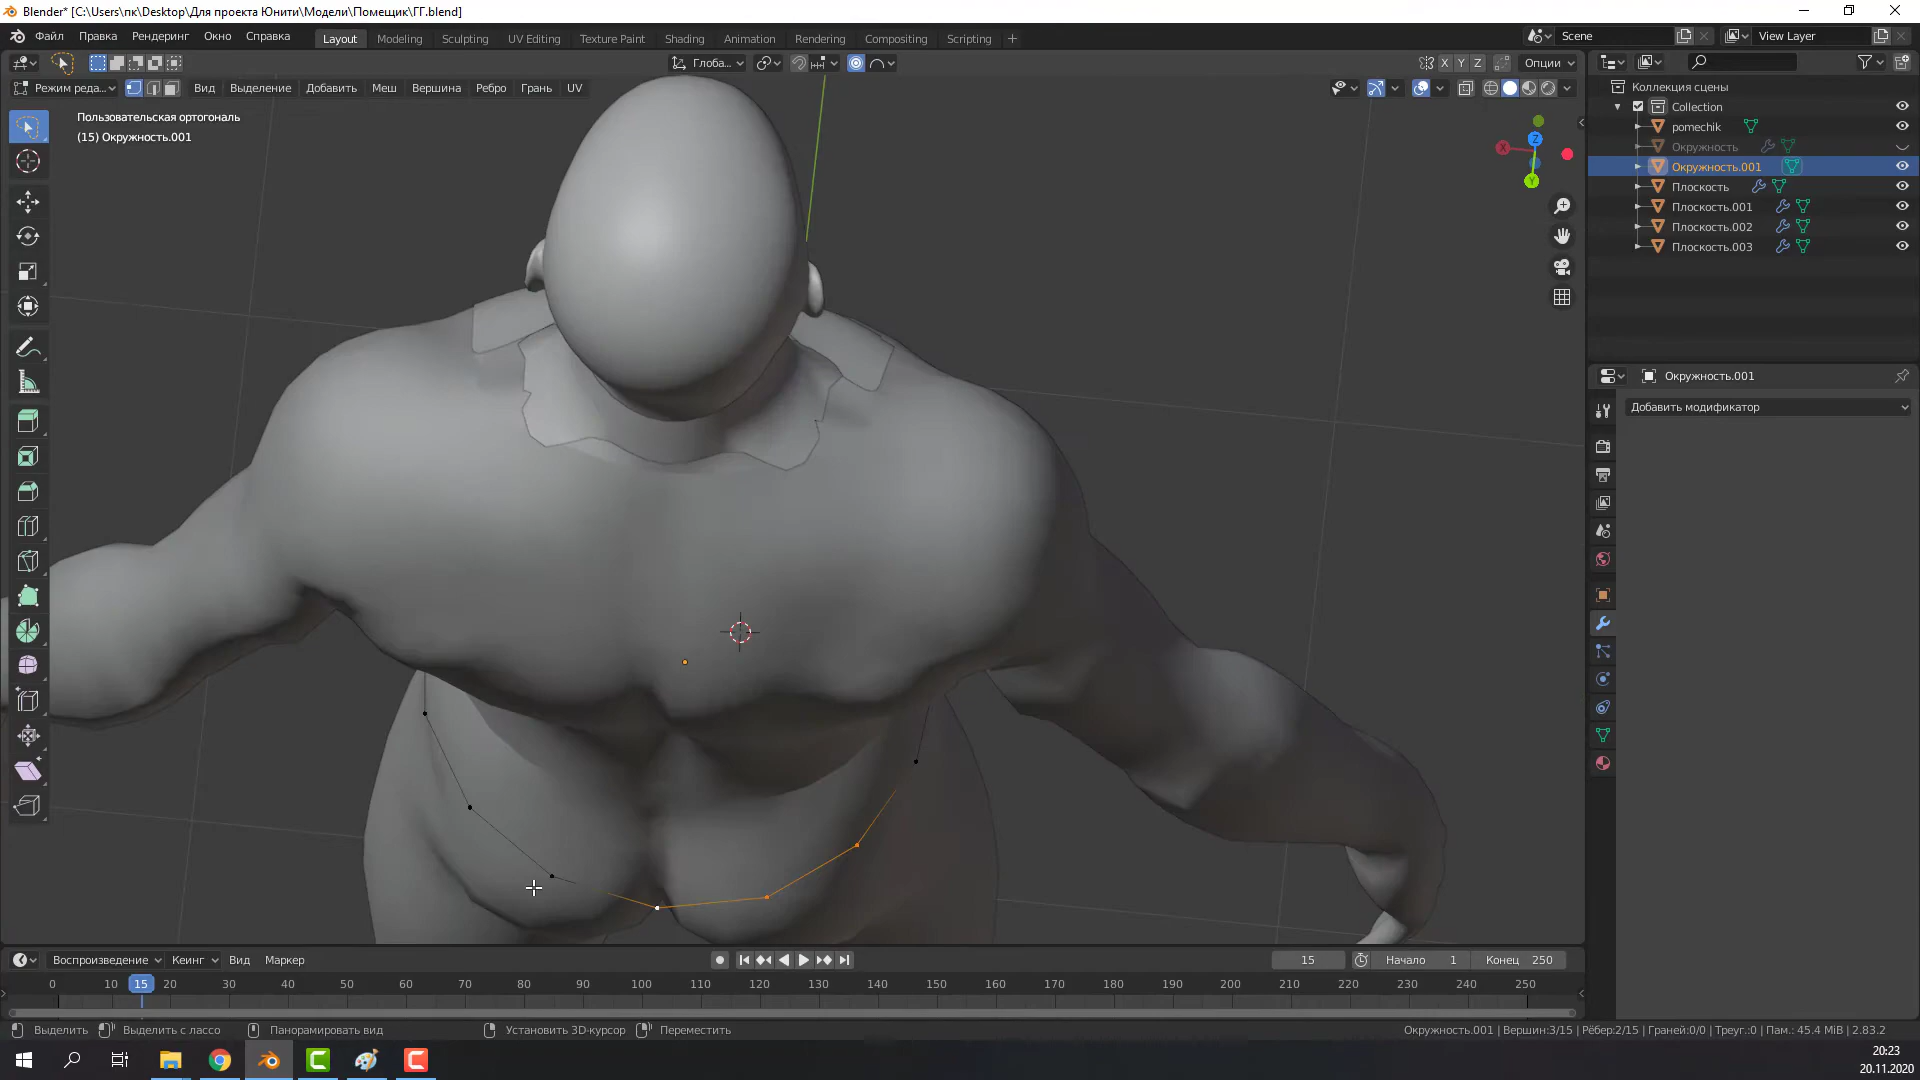 Blender* [C:\Users\пк\Desktop\Для проекта Юнити\Модели\Помещик\ГГ.blend]
Файл Правка Рендеринг Окно Справка Layout Modeling Sculpting UV Editing Texture Paint Shading Animation Rendering Compositing Scripting Scene View Layer
Глоба... X Y Z Опции
Режим реда... Вид Выделение Добавить Меш Вершина Ребро Грань UV
Коллекция сцены
Collection
pomechik
Окружность
Окружность.001
Плоскость
Плоскость.001
Плоскость.002
Плоскость.003
Пользовательская ортогональ
(15) Окружность.001
Z
X
Y
Окружность.001
Добавить модификатор
Воспроизведение Кеинг Вид Маркер 15 Начало 1 Конец 250
0 10 15 20 30 40 50 60 70 80 90 100 110 120 130 140 150 160 170 180 190 200 210 220 230 240 250
Выделить Выделить с лассо Панорамировать вид Установить 3D-курсор Переместить Окружность.001 | Вершин:3/15 | Рёбер:2/15 | Граней:0/0 | Треуг.:0 | Пам.: 45.4 MiB | 2.83.2
20:23
20.11.2020